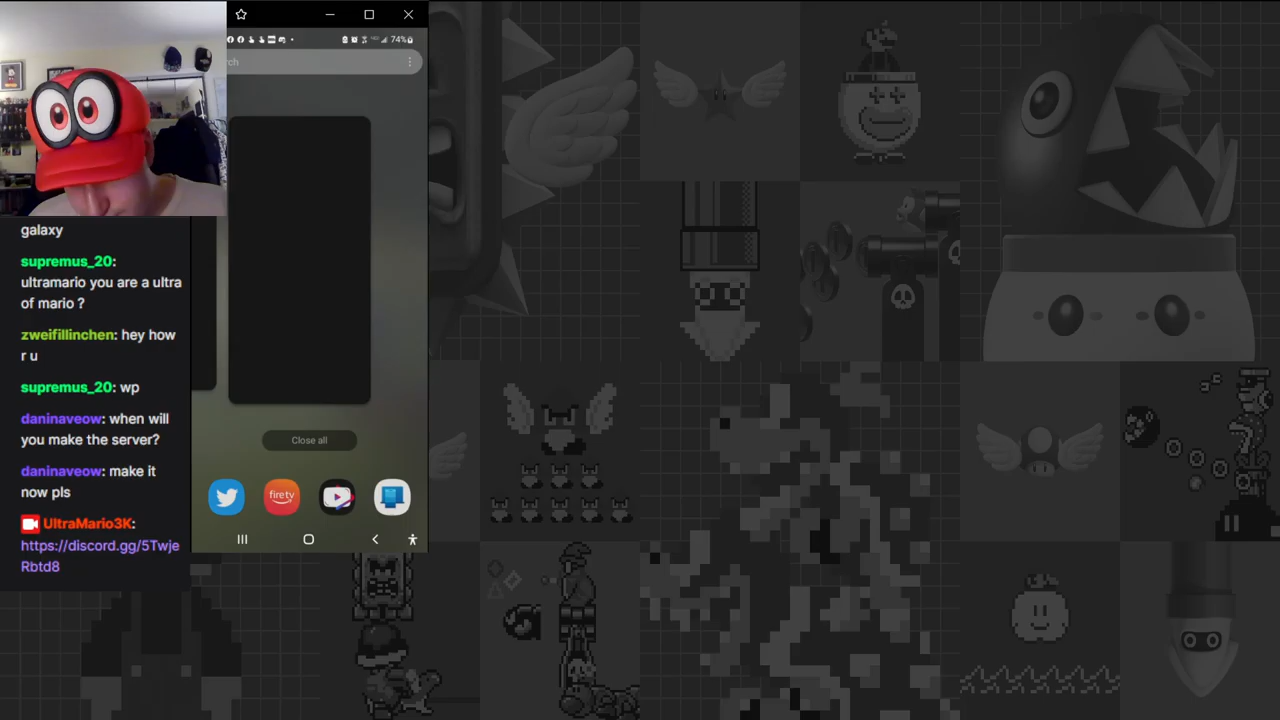 rch
74%
galaxy
supremus_20:
ultramario you are a ultra
of mario ?
zweifillinchen: hey how
r u
supremus_20: wp
daninaveow: when will
you make the server?
daninaveow: make it
now pls
UltraMario3K:
https://discord.gg/5Twje
Rbtd8
Close all
firetv